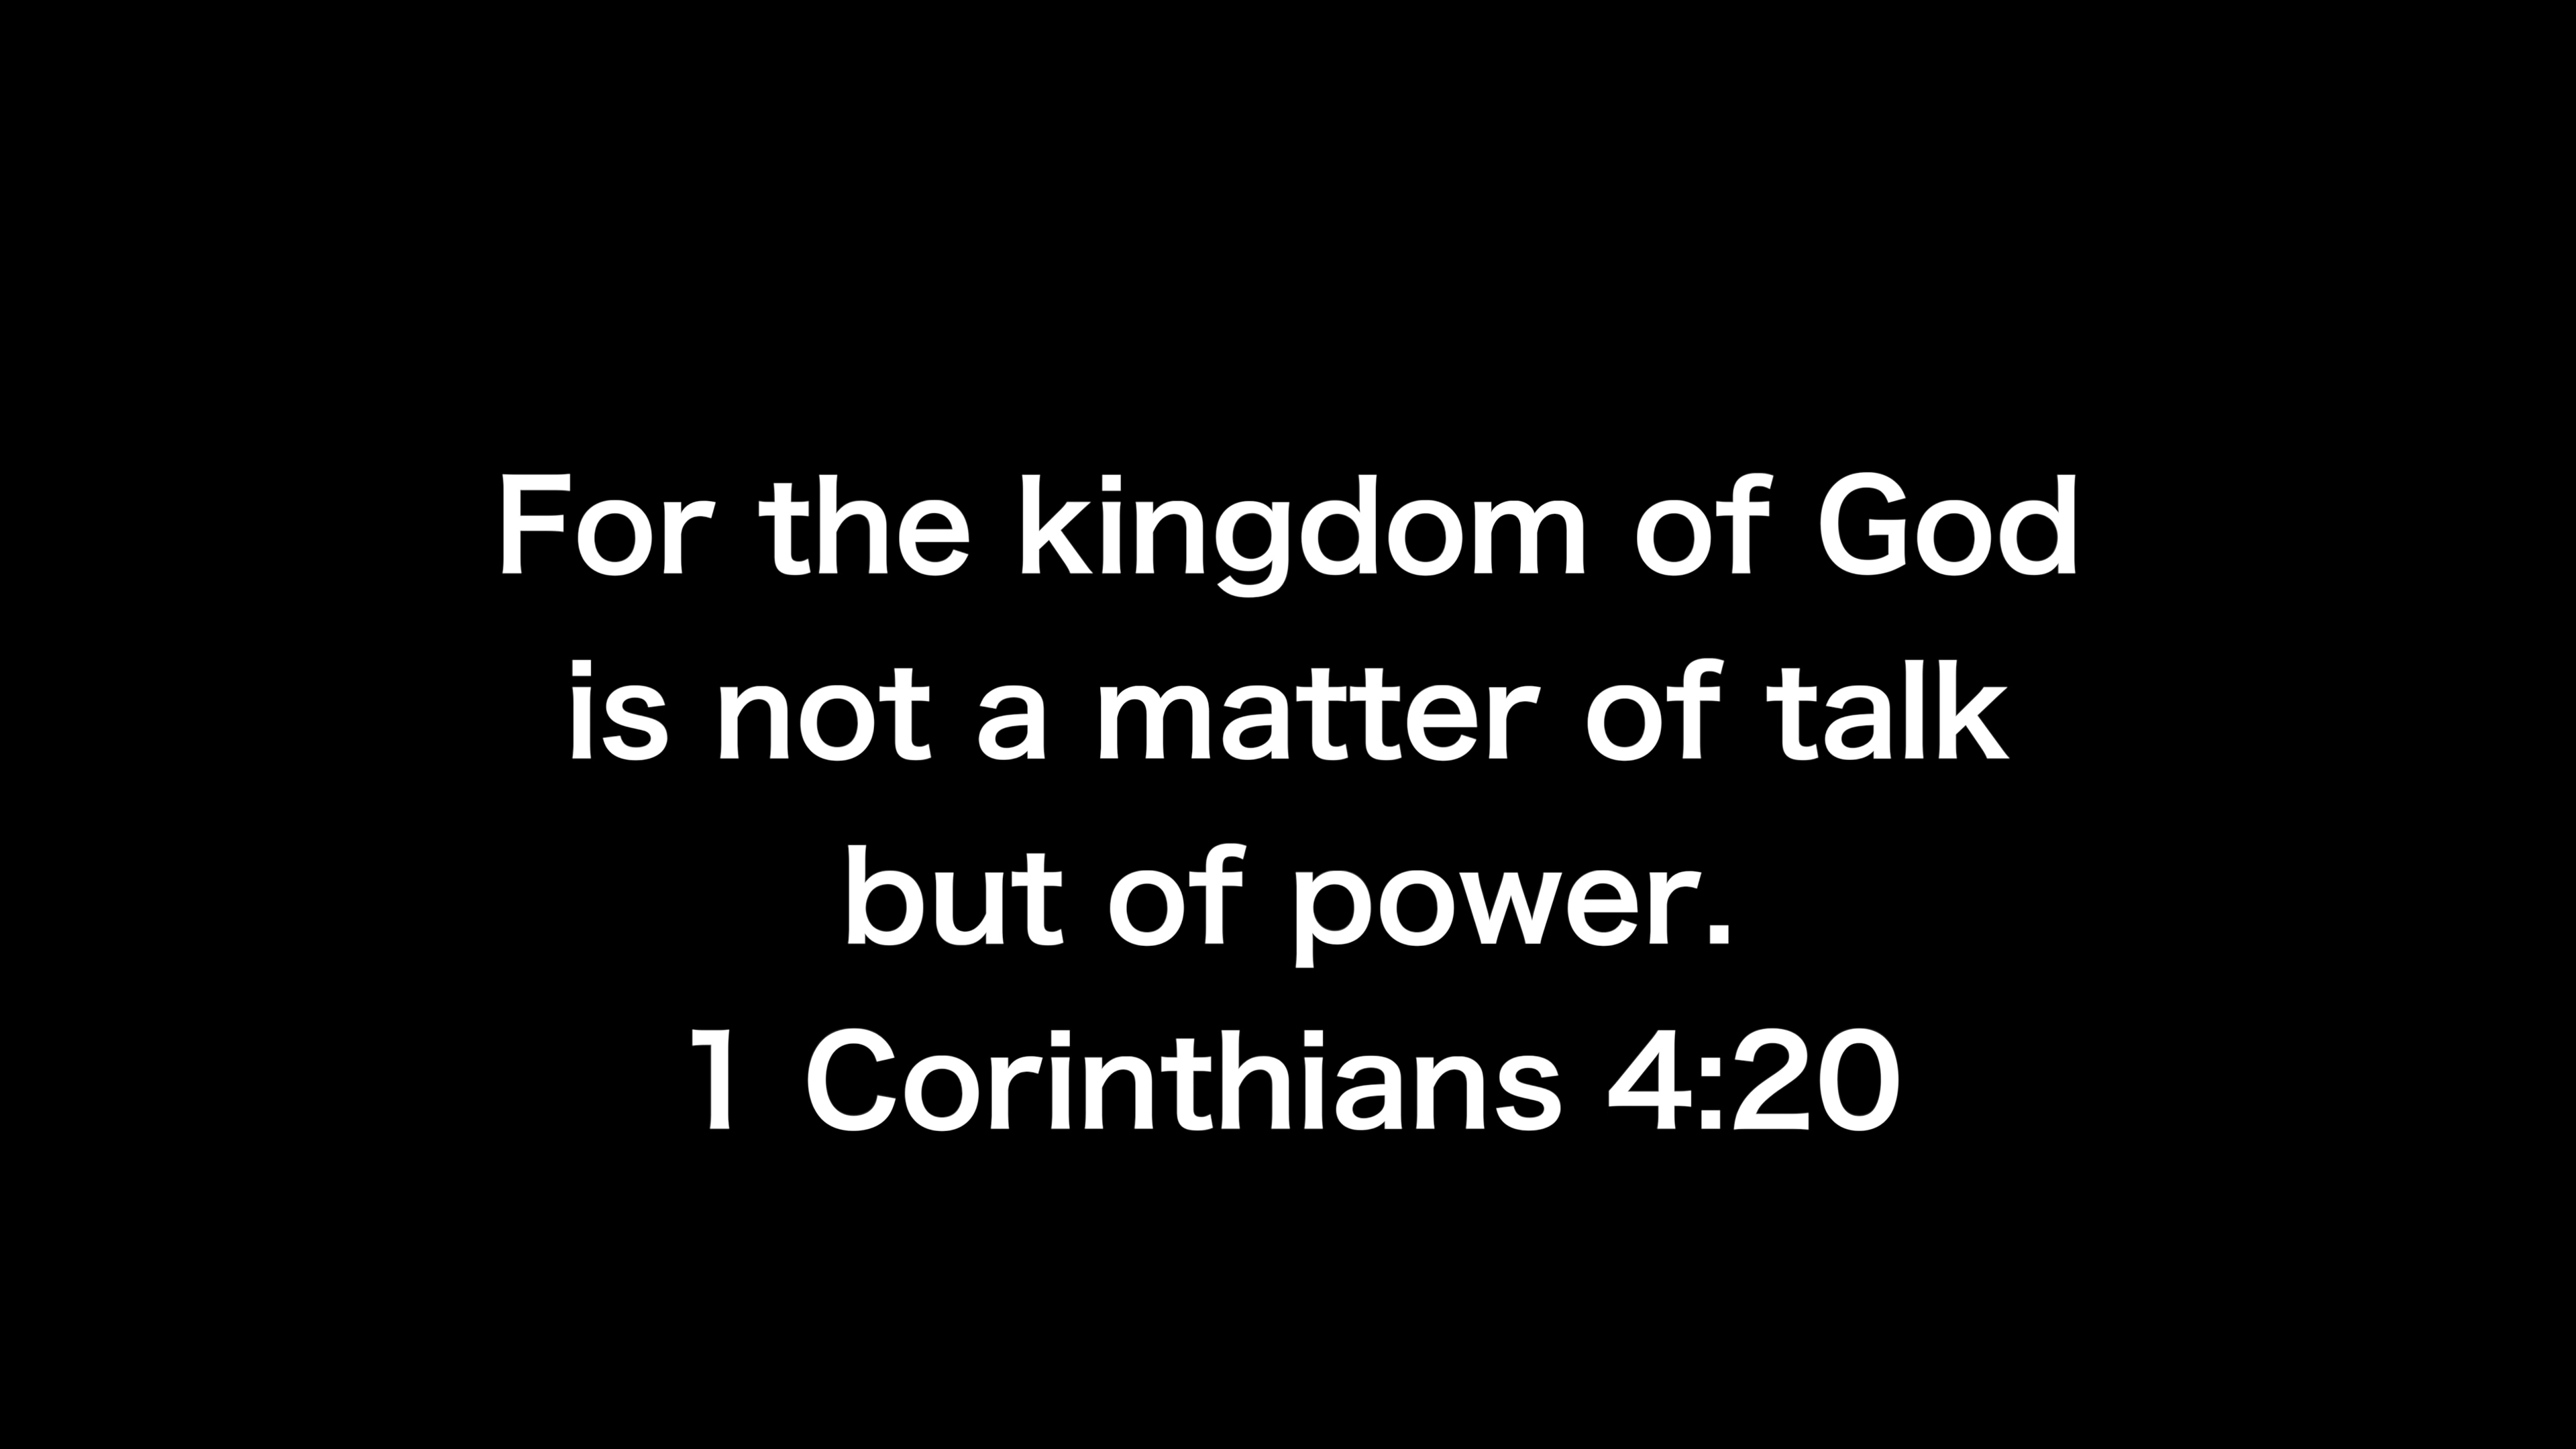 For the kingdom of God
is not a matter of talk
but of power.
1 Corinthians 4:20